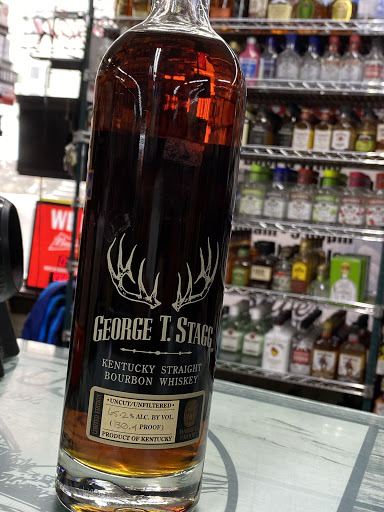 GEORGE T. STAGG
KENTUCKY STRAIGHT
BOURBON WHISKEY
• UNCUT/UNFILTERED •
65.2% ALC. BY VOL.
(130.4 PROOF)
PRODUCT OF KENTUCKY
WI